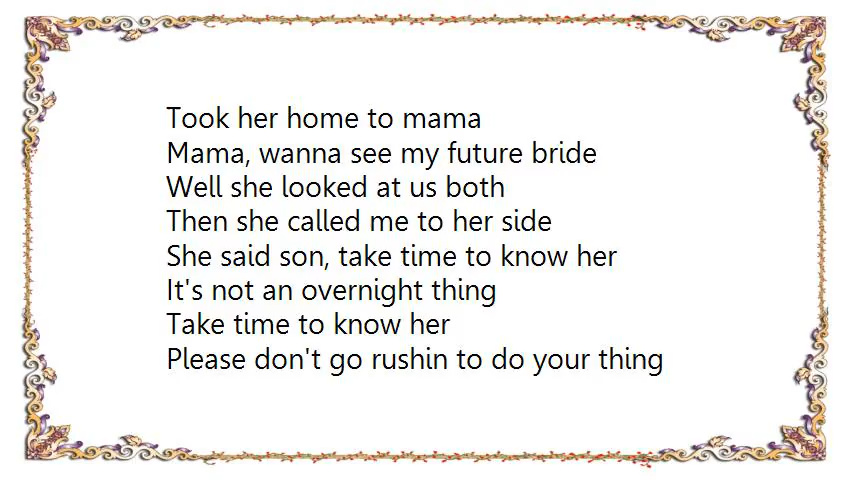 Took her home to mama
Mama, wanna see my future bride
Well she looked at us both
Then she called me to her side
She said son, take time to know her
It's not an overnight thing
Take time to know her
Please don't go rushin to do your thing